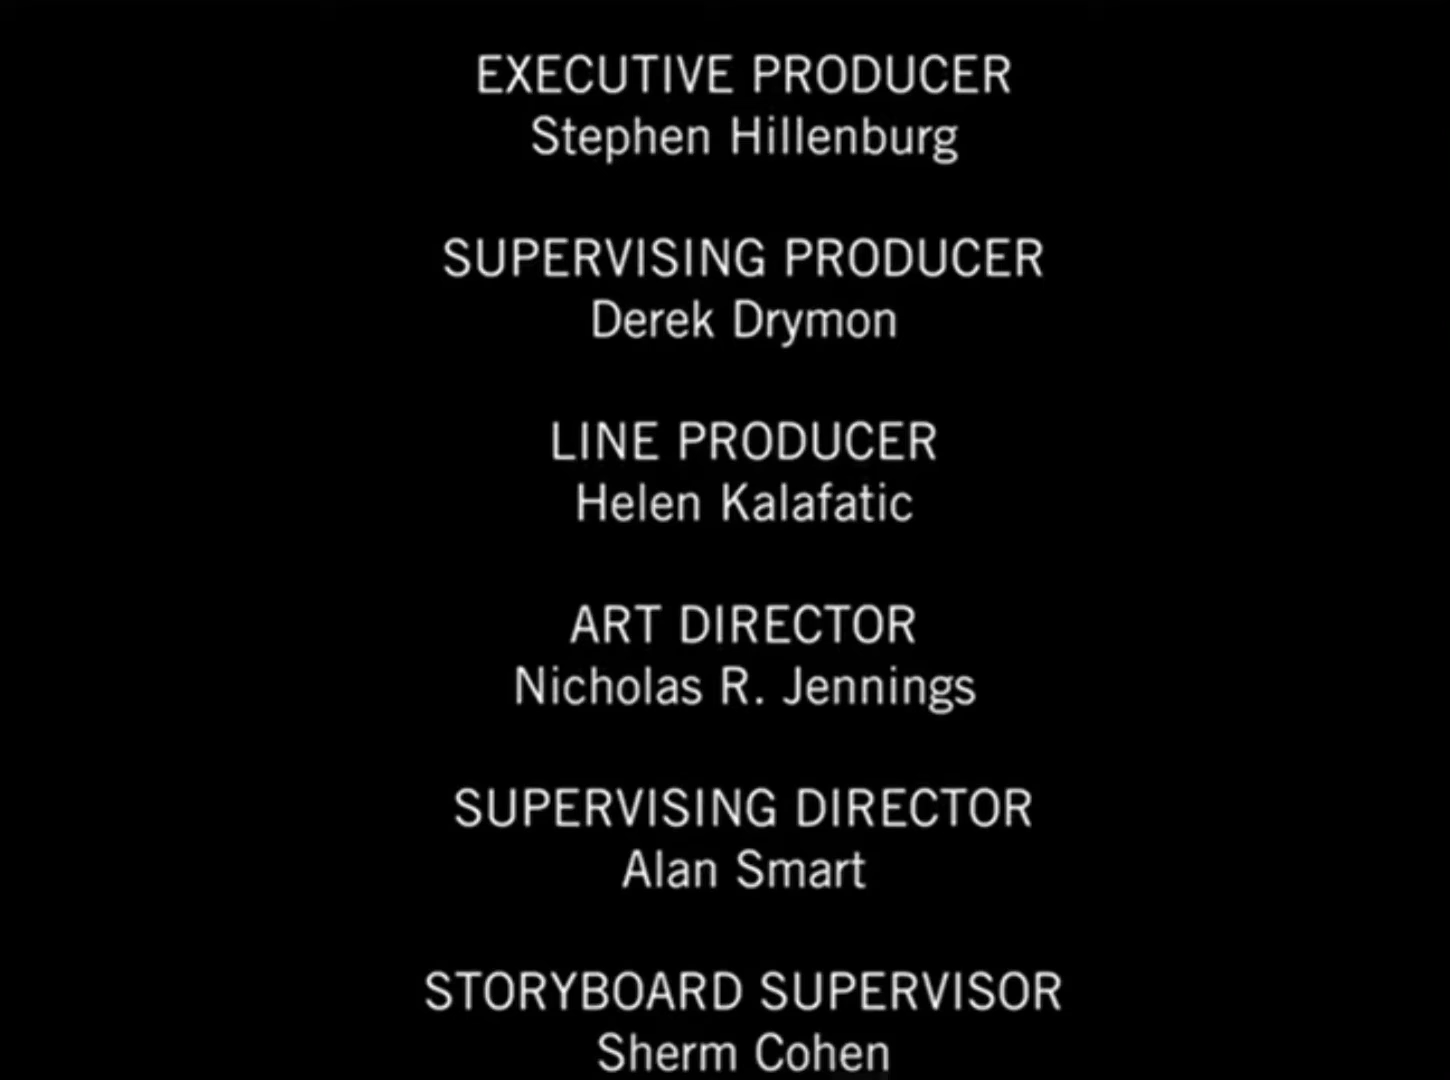 EXECUTIVE PRODUCER
Stephen Hillenburg
SUPERVISING PRODUCER
Derek Drymon
LINE PRODUCER
Helen Kalafatic
ART DIRECTOR
Nicholas R. Jennings
SUPERVISING DIRECTOR
Alan Smart
STORYBOARD SUPERVISOR
Sherm Cohen